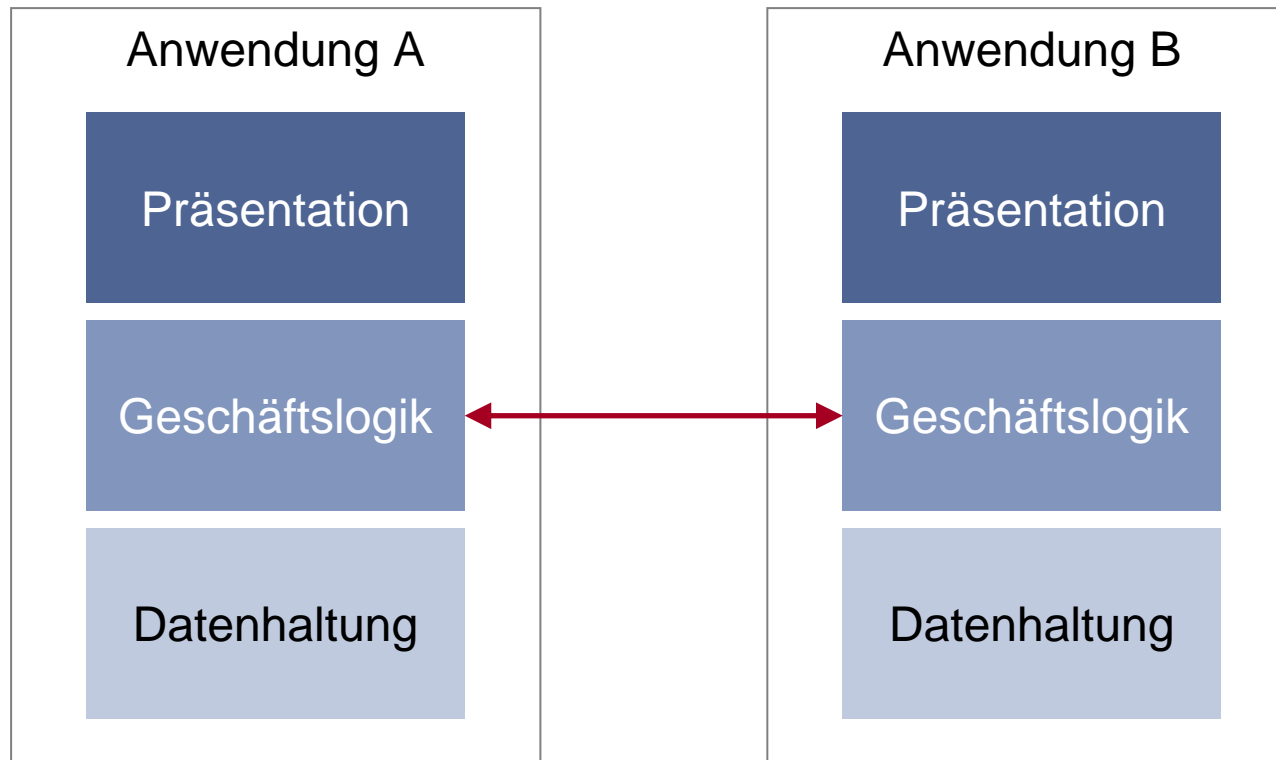 Anwendung A
Präsentation
Geschäftslogik
Datenhaltung
Anwendung B
Präsentation
Geschäftslogik
Datenhaltung